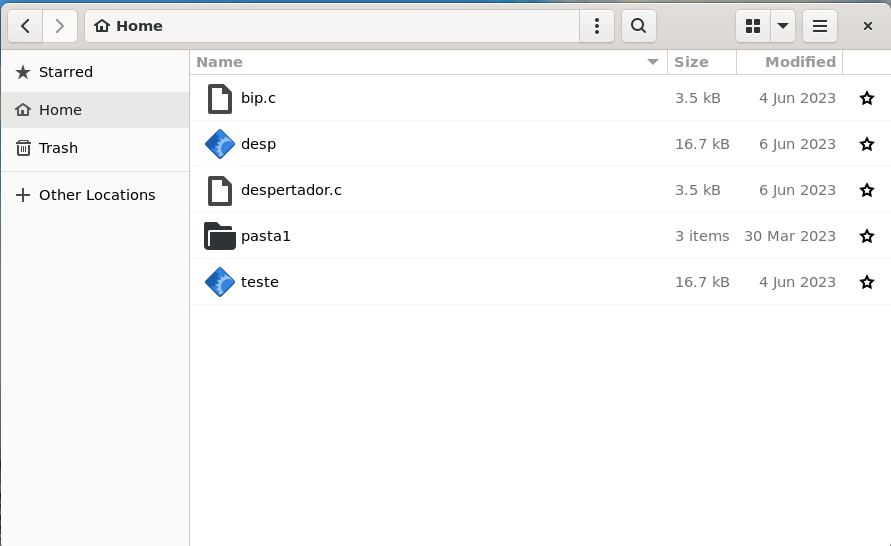 Home
Name Size Modified
Starred
Home
Trash
Other Locations
bip.c 3.5 kB 4 Jun 2023
desp 16.7 kB 6 Jun 2023
despertador.c 3.5 kB 6 Jun 2023
pasta1 3 items 30 Mar 2023
teste 16.7 kB 4 Jun 2023